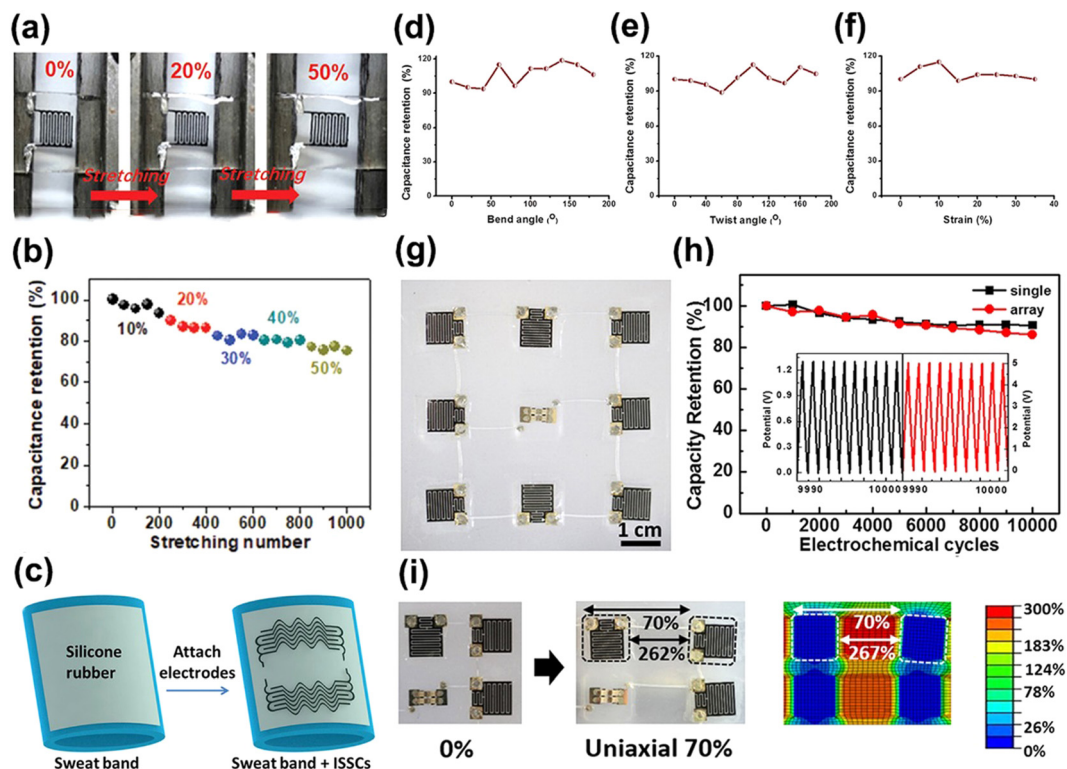 (a)
0%
20%
50%
Stretching
Stretching
(d)
Capacitance retention (%)
120
90
60
30
0
0
50
100
150
200
Bend angle (O)
(e)
Capacitance retention (%)
120
90
60
30
0
0
40
80
120
160
200
Twist angle (O)
(f)
Capacitance retention (%)
120
90
60
30
0
0
10
20
30
40
Strain (%)
(b)
Capacitance retention (%)
100
80
60
40
20
0
10%
20%
30%
40%
50%
0
200
400
600
800
1000
Stretching number
(g)
1 cm
(h)
Capacity Retention (%)
100
80
60
40
20
0
single
array
Potential (V)
1.2
0.9
0.6
0.3
0.0
5
4
3
2
1
0
Potential (V)
9990
10000
9990
10000
0
2000
4000
6000
8000
10000
Electrochemical cycles
(c)
Silicone
rubber
Attach
electrodes
Sweat band
Sweat band + ISSCs
(i)
0%
70%
262%
Uniaxial 70%
70%
267%
300%
183%
124%
78%
26%
0%